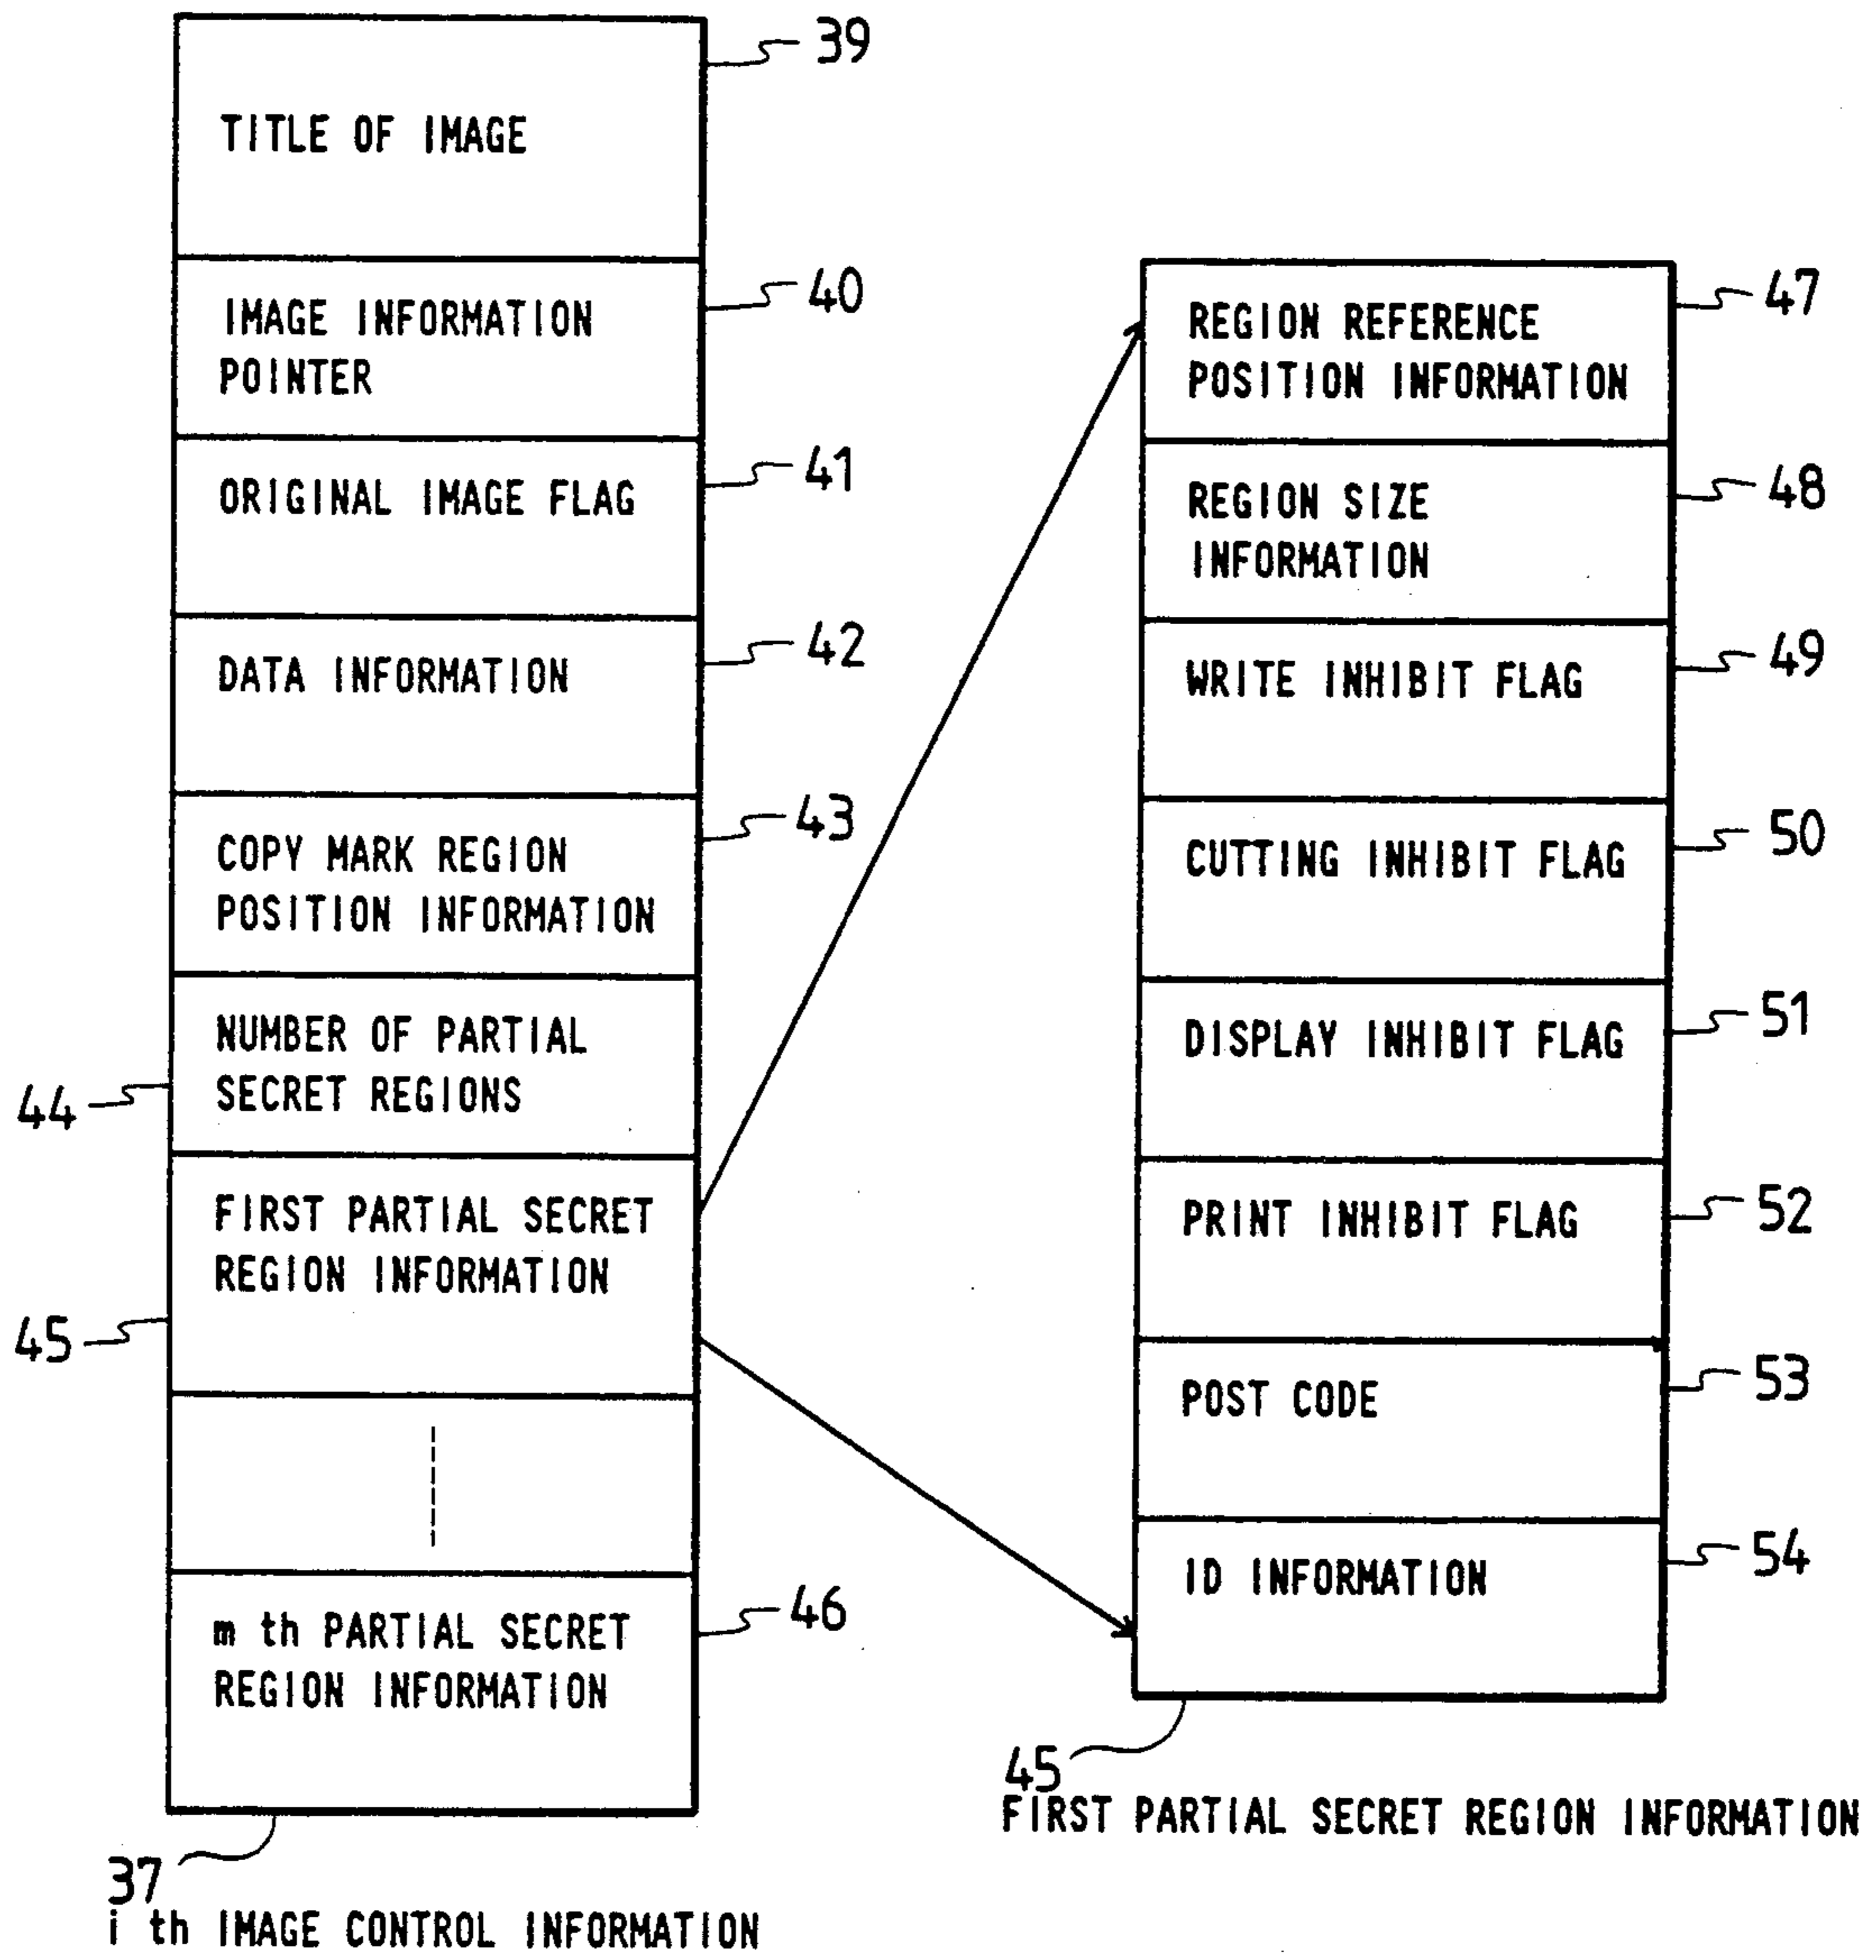 39
TITLE OF IMAGE
40
IMAGE INFORMATION
POINTER
41
ORIGINAL IMAGE FLAG
42
DATA INFORMATION
43
COPY MARK REGION
POSITION INFORMATION
NUMBER OF PARTIAL
SECRET REGIONS
44
FIRST PARTIAL SECRET
REGION INFORMATION
45
m th PARTIAL SECRET
REGION INFORMATION
46
37
i th IMAGE CONTROL INFORMATION
47
REGION REFERENCE
POSITION INFORMATION
48
REGION SIZE
INFORMATION
49
WRITE INHIBIT FLAG
50
CUTTING INHIBIT FLAG
51
DISPLAY INHIBIT FLAG
52
PRINT INHIBIT FLAG
53
POST CODE
54
ID INFORMATION
45
FIRST PARTIAL SECRET REGION INFORMATION